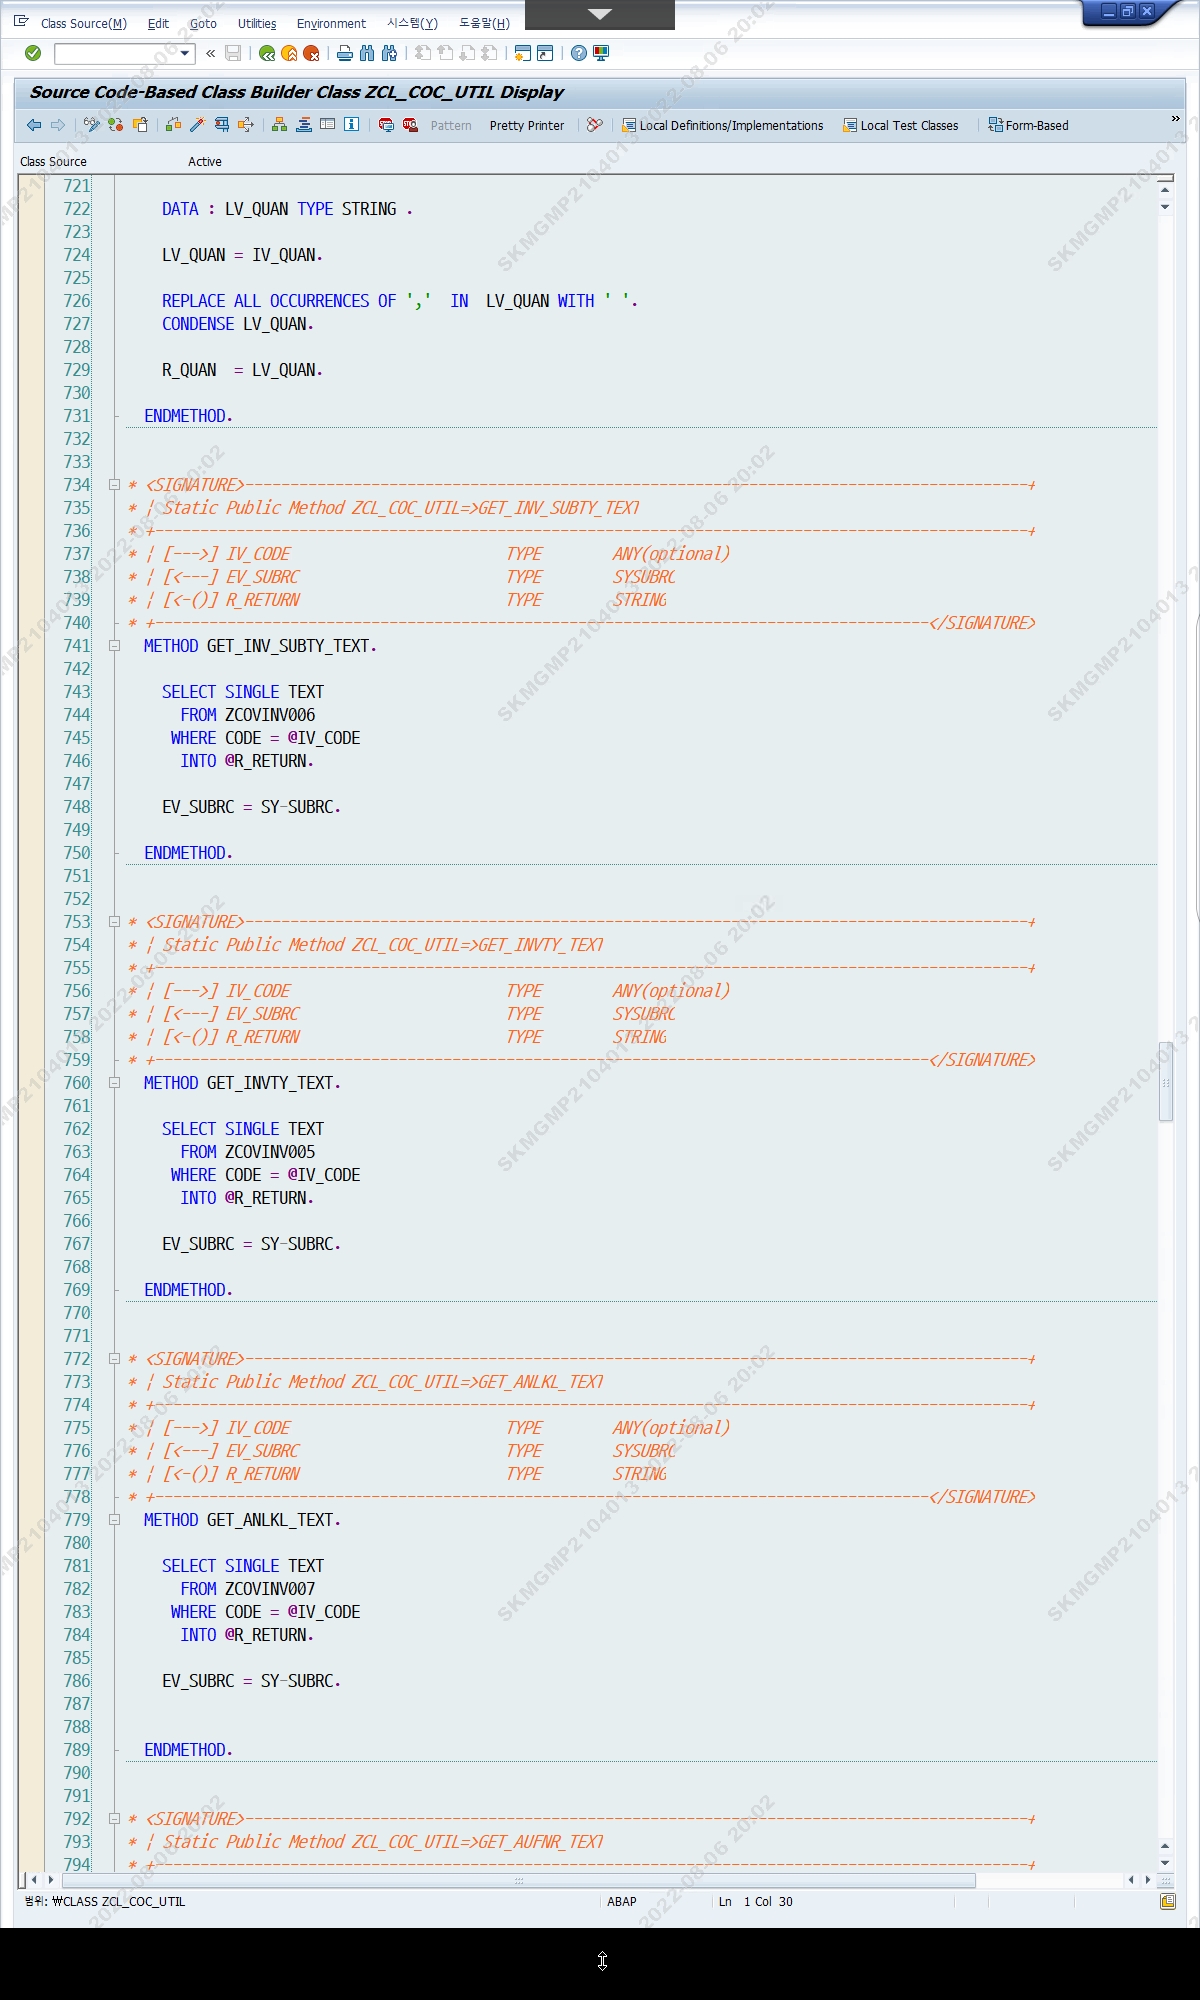 Class Source(M) Edit Goto Utilities Environment 시스템(Y) 도움말(H)
Source Code-Based Class Builder Class ZCL_COC_UTIL Display
Pattern Pretty Printer Local Definitions/Implementations Local Test Classes Form-Based
Class Source Active
721
722 DATA : LV_QUAN TYPE STRING .
723
724 LV_QUAN = IV_QUAN.
725
726 REPLACE ALL OCCURRENCES OF ',' IN LV_QUAN WITH ' '.
727 CONDENSE LV_QUAN.
728
729 R_QUAN = LV_QUAN.
730
731 ENDMETHOD.
732
733
734 * <SIGNATURE>---------------------------------------------------------------------------------------+
735 * | Static Public Method ZCL_COC_UTIL=>GET_INV_SUBTY_TEXT
736 * +-------------------------------------------------------------------------------------------------+
737 * | [--->] IV_CODE TYPE ANY(optional)
738 * | [<---] EV_SUBRC TYPE SYSUBRC
739 * | [<-()] R_RETURN TYPE STRING
740 * +--------------------------------------------------------------------------------------</SIGNATURE>
741 METHOD GET_INV_SUBTY_TEXT.
742
743 SELECT SINGLE TEXT
744 FROM ZCOVINV006
745 WHERE CODE = @IV_CODE
746 INTO @R_RETURN.
747
748 EV_SUBRC = SY-SUBRC.
749
750 ENDMETHOD.
751
752
753 * <SIGNATURE>---------------------------------------------------------------------------------------+
754 * | Static Public Method ZCL_COC_UTIL=>GET_INVTY_TEXT
755 * +-------------------------------------------------------------------------------------------------+
756 * | [--->] IV_CODE TYPE ANY(optional)
757 * | [<---] EV_SUBRC TYPE SYSUBRC
758 * | [<-()] R_RETURN TYPE STRING
759 * +--------------------------------------------------------------------------------------</SIGNATURE>
760 METHOD GET_INVTY_TEXT.
761
762 SELECT SINGLE TEXT
763 FROM ZCOVINV005
764 WHERE CODE = @IV_CODE
765 INTO @R_RETURN.
766
767 EV_SUBRC = SY-SUBRC.
768
769 ENDMETHOD.
770
771
772 * <SIGNATURE>---------------------------------------------------------------------------------------+
773 * | Static Public Method ZCL_COC_UTIL=>GET_ANLKL_TEXT
774 * +-------------------------------------------------------------------------------------------------+
775 * | [--->] IV_CODE TYPE ANY(optional)
776 * | [<---] EV_SUBRC TYPE SYSUBRC
777 * | [<-()] R_RETURN TYPE STRING
778 * +--------------------------------------------------------------------------------------</SIGNATURE>
779 METHOD GET_ANLKL_TEXT.
780
781 SELECT SINGLE TEXT
782 FROM ZCOVINV007
783 WHERE CODE = @IV_CODE
784 INTO @R_RETURN.
785
786 EV_SUBRC = SY-SUBRC.
787
788
789 ENDMETHOD.
790
791
792 * <SIGNATURE>---------------------------------------------------------------------------------------+
793 * | Static Public Method ZCL_COC_UTIL=>GET_AUFNR_TEXT
794 * +-------------------------------------------------------------------------------------------------+
범위: ₩CLASS ZCL_COC_UTIL ABAP Ln 1 Col 30
SKMGMP2104013 2022-08-06 20:02